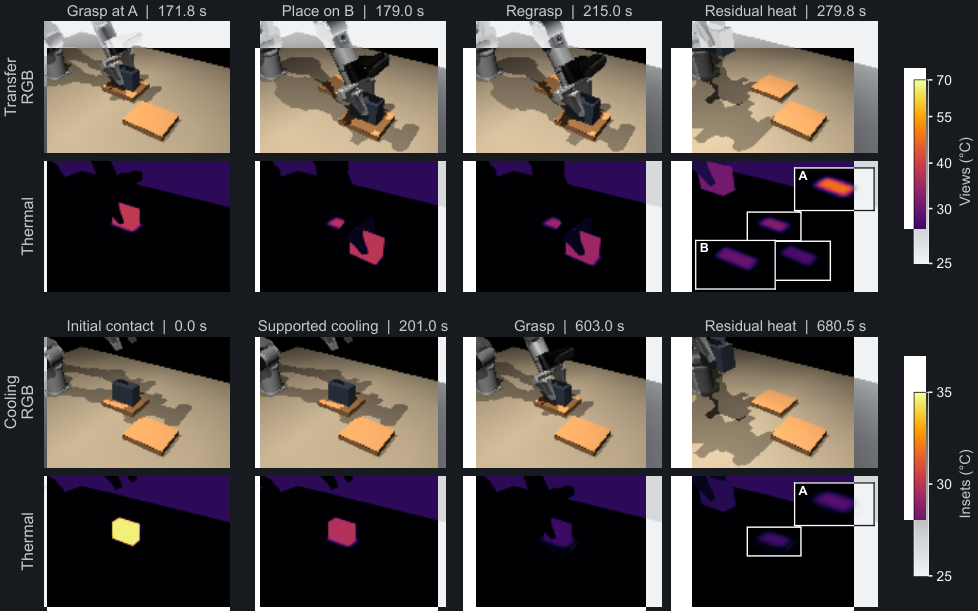 Grasp at A | 171.8 s
Place on B | 179.0 s
Regrasp | 215.0 s
Residual heat | 279.8 s
Transfer
RGB
Thermal
A
B
70
55
40
30
25
Views (°C)
Initial contact | 0.0 s
Supported cooling | 201.0 s
Grasp | 603.0 s
Residual heat | 680.5 s
Cooling
RGB
Thermal
A
35
30
25
Insets (°C)